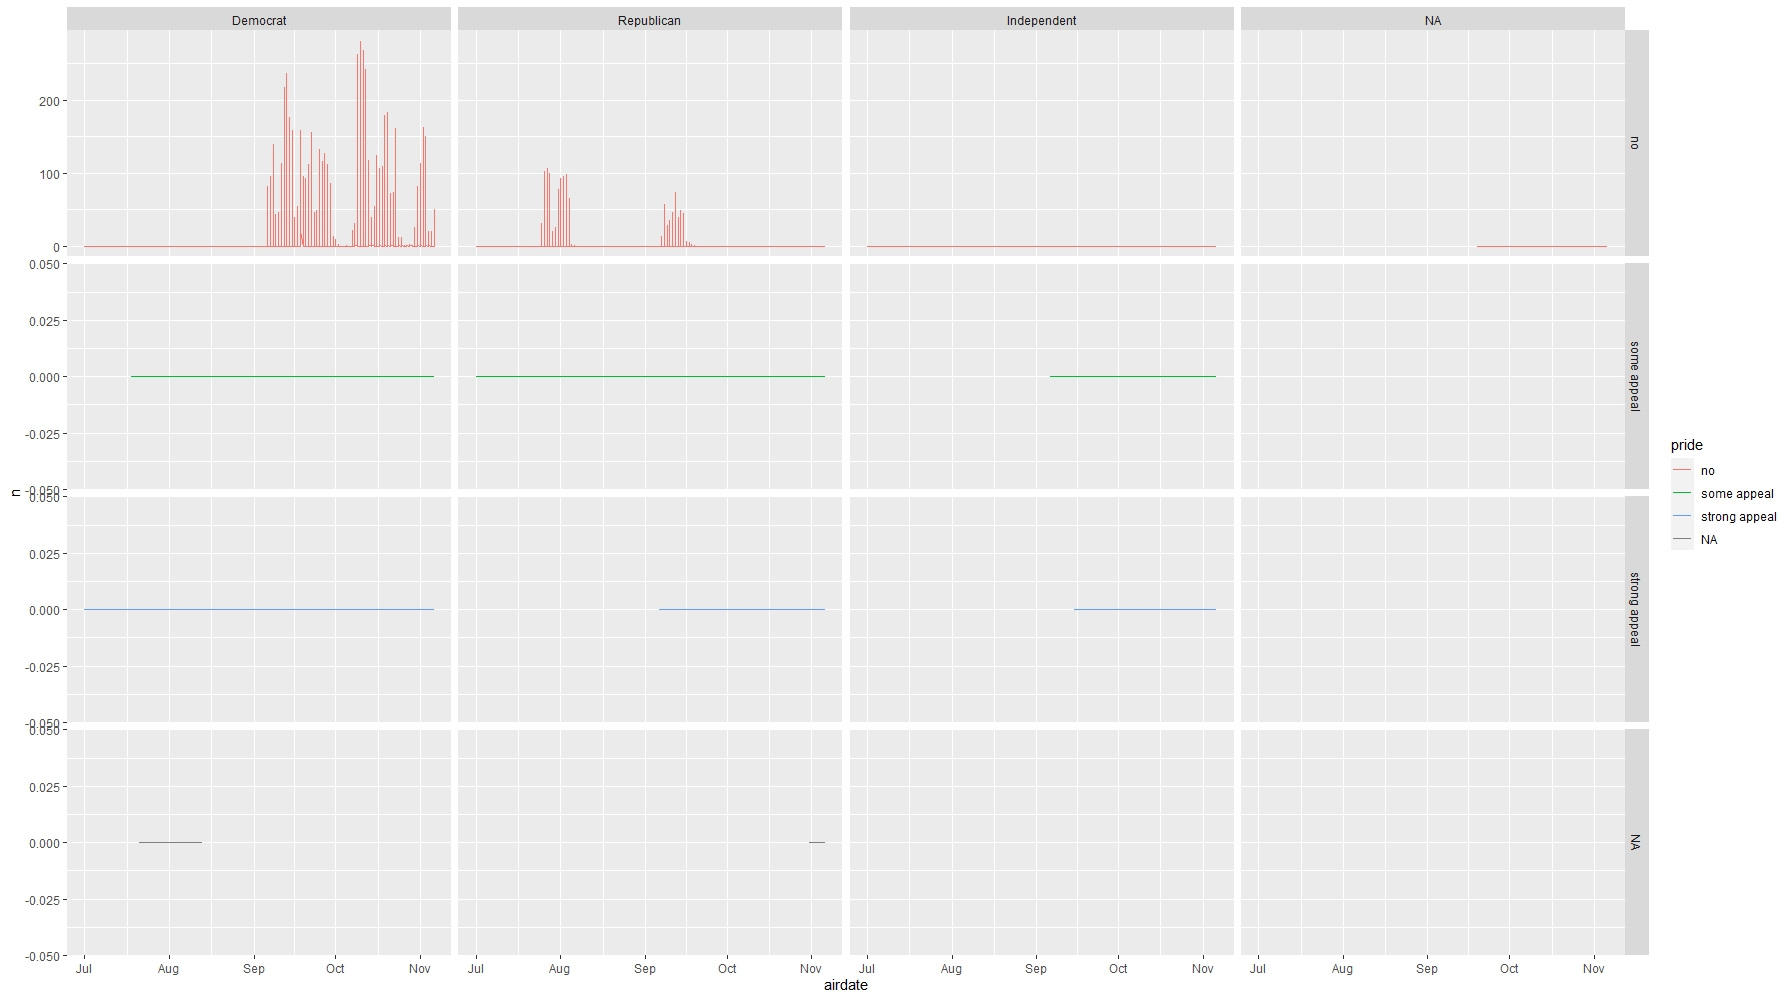 Democrat Republican Independent NA
200
100
0
no
0.050
0.025
0.000
-0.025
-0.050
some appeal
0.050
0.025
0.000
-0.025
-0.050
strong appeal
0.050
0.025
0.000
-0.025
-0.050
NA
n
Jul Aug Sep Oct Nov Jul Aug Sep Oct Nov Jul Aug Sep Oct Nov Jul Aug Sep Oct Nov
airdate
pride
no
some appeal
strong appeal
NA